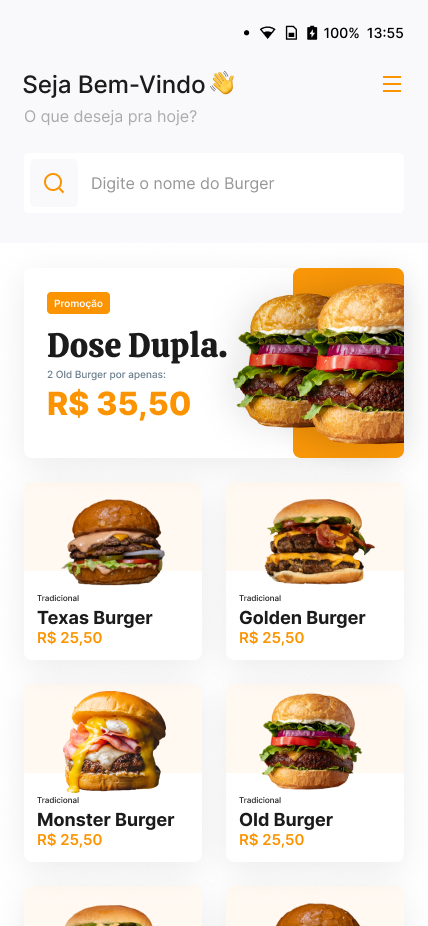 100% 13:55
Seja Bem-Vindo👋
O que deseja pra hoje?
Digite o nome do Burger
Promoção
Dose Dupla.
2 Old Burger por apenas:
R$ 35,50
Tradicional
Texas Burger
R$ 25,50
Tradicional
Golden Burger
R$ 25,50
Tradicional
Monster Burger
R$ 25,50
Tradicional
Old Burger
R$ 25,50